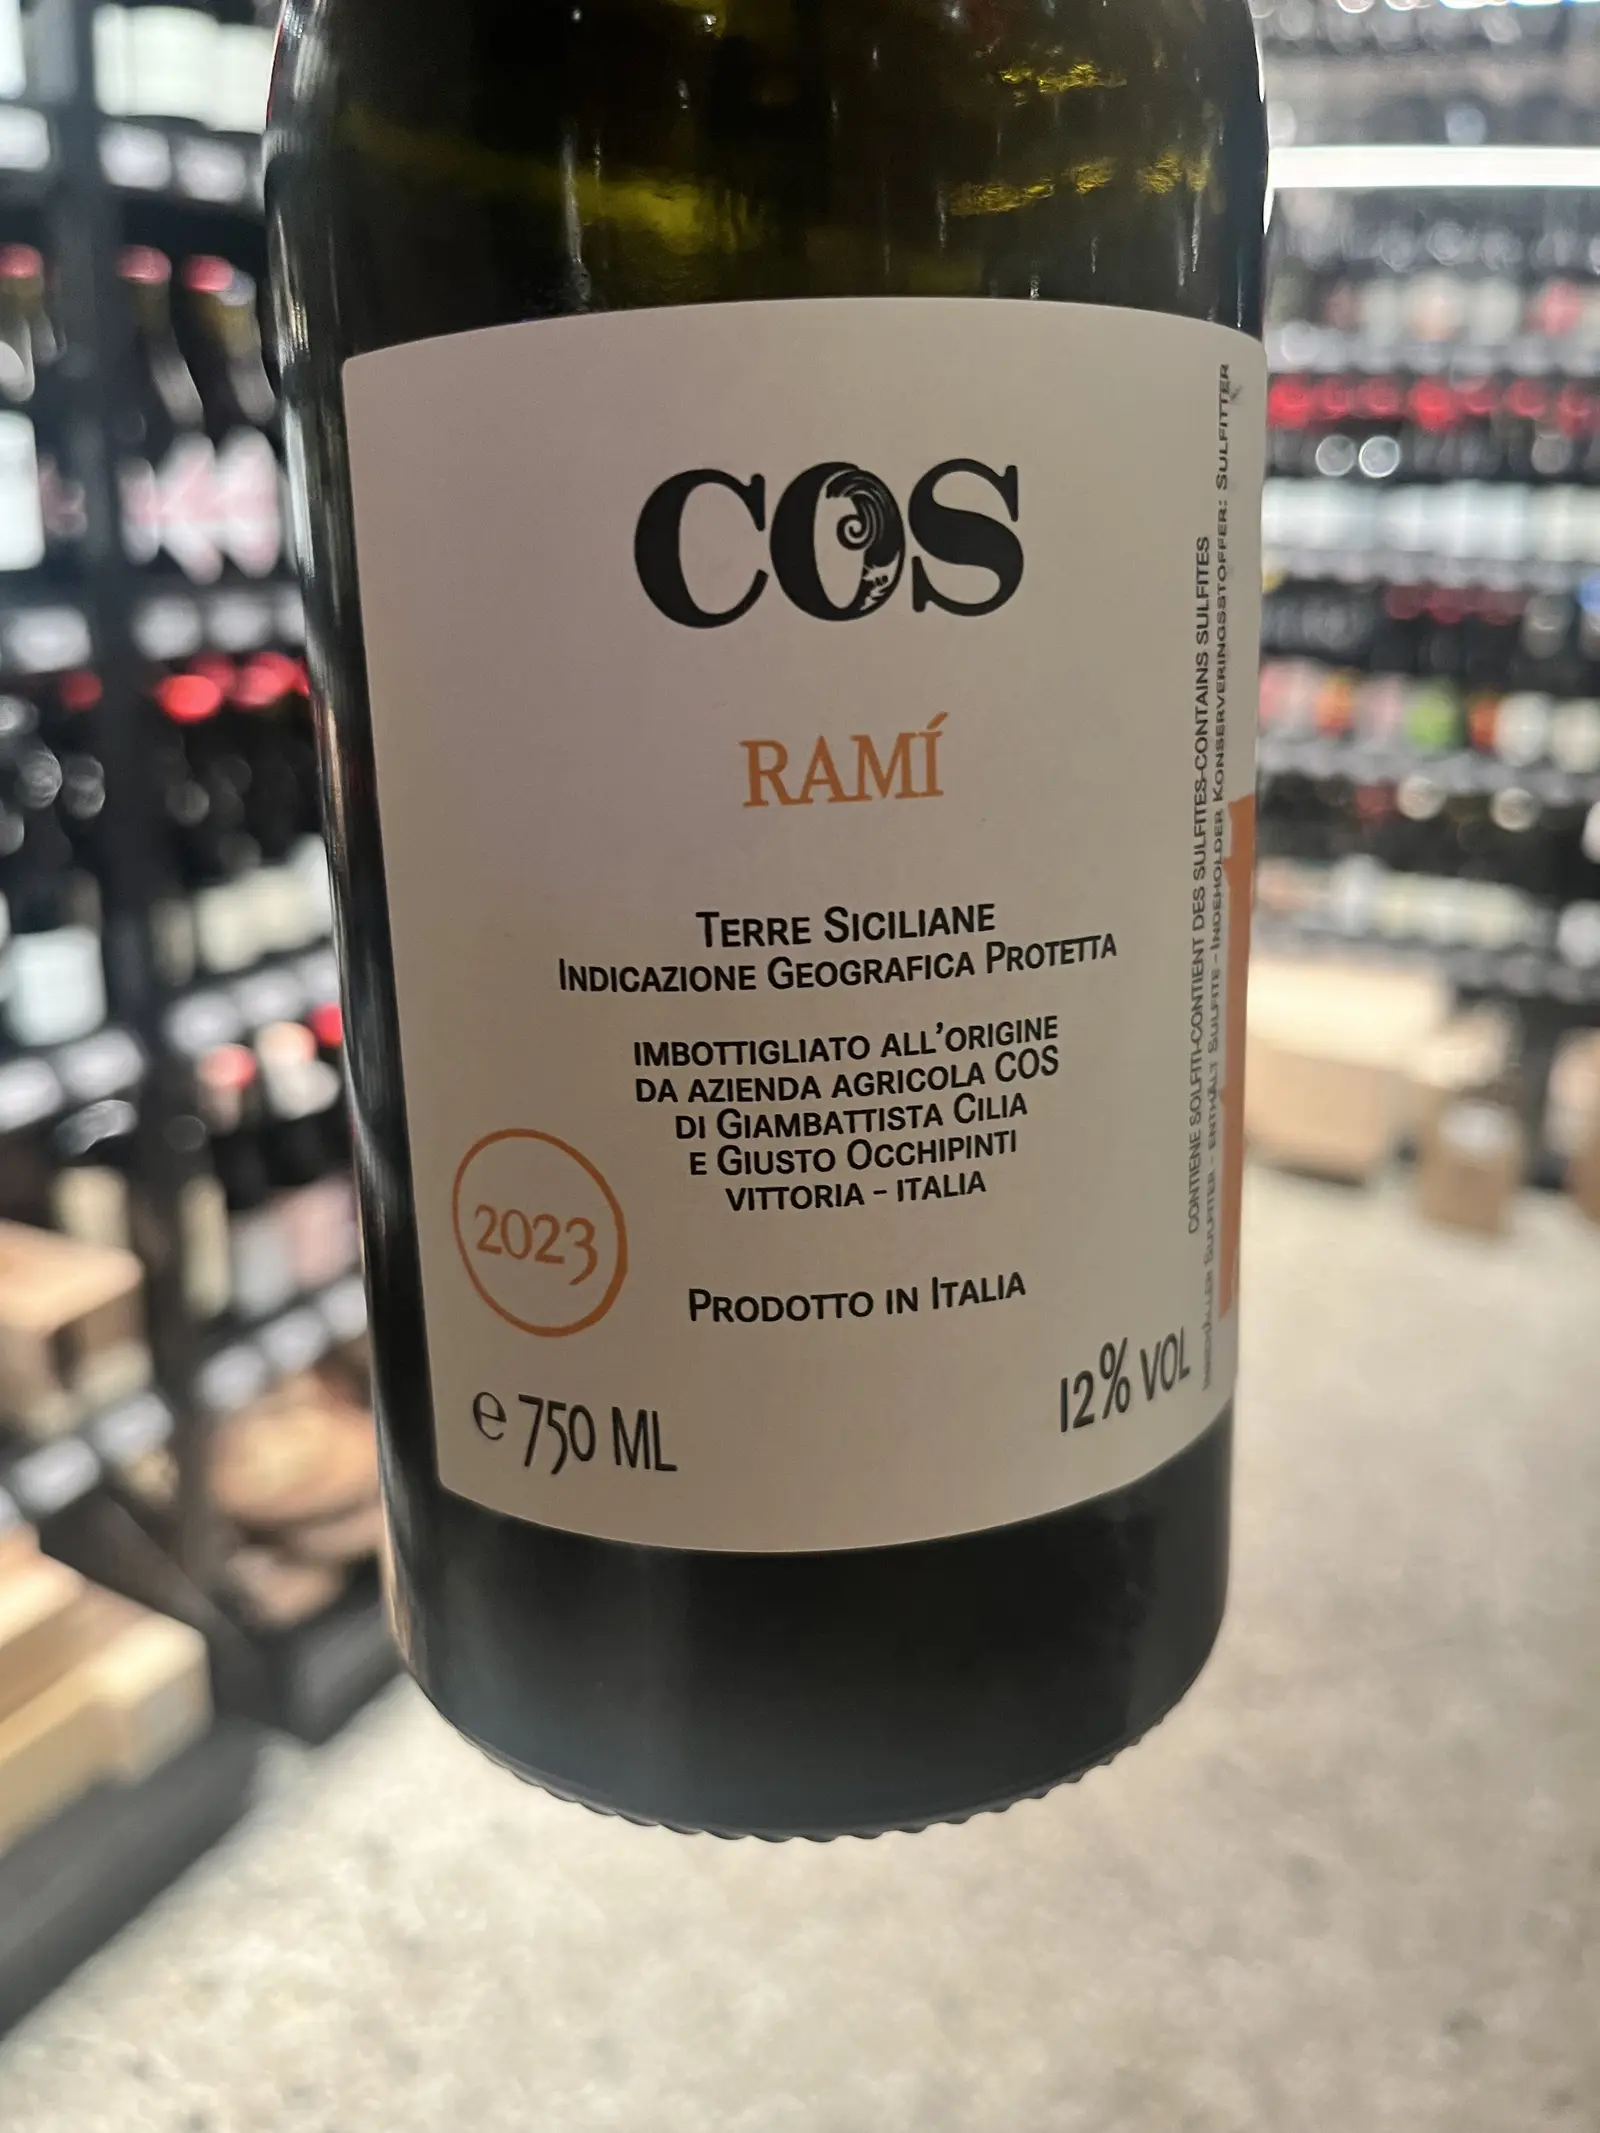 COS
RAMÍ
TERRE SICILIANE
INDICAZIONE GEOGRAFICA PROTETTA
IMBOTTIGLIATO ALL'ORIGINE
DA AZIENDA AGRICOLA COS
DI GIAMBATTISTA CILIA
E GIUSTO OCCHIPINTI
VITTORIA - ITALIA
2023
PRODOTTO IN ITALIA
e 750 ML
12% VOL
CONTIENE SOLFITI-CONTIENT DES SULFITES-CONTAINS SULFITES
SULFITTER - ENTHÄLT SULFITE - INDEHOLDER KONSERVERINGSSTOFFER: SULFITTER